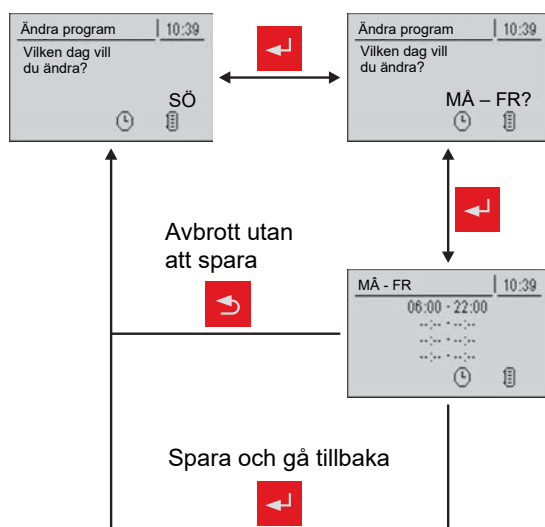 Ändra program
10:39
Vilken dag vill
du ändra?
SÖ
Ändra program
10:39
Vilken dag vill
du ändra?
MÅ – FR?
Avbrott utan
att spara
MÅ - FR
10:39
06:00 - 22:00
--:-- - --:--
--:-- - --:--
--:-- - --:--
Spara och gå tillbaka